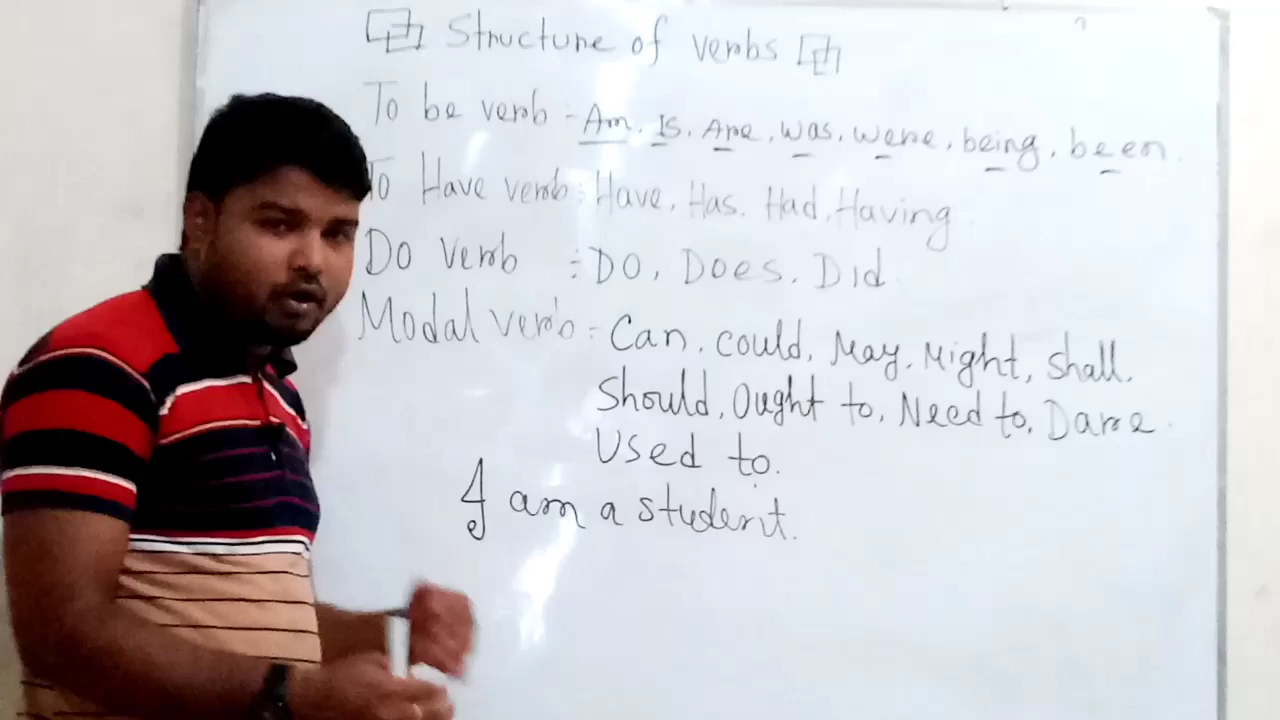 Structure of verbs
To be verb - Am, Is, Are, was, were, being, been.
To Have verb : Have, Has, Had, Having
Do verb : DO, Does, Did
Modal verb : Can, could, May, Might, shall,
Should, Ought to, Need to, Dare
Used to.
I am a student.